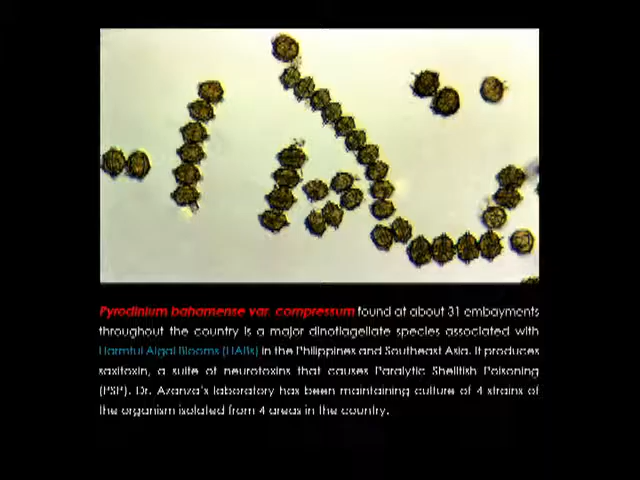 Pyrodinium bahamense var. compressum found at about 31 embayments
throughout the country is a major dinoflagellate species associated with
Harmful Algal Blooms (HABs) in the Philippines and Southeast Asia. It produces
saxitoxin, a suite of neurotoxins that causes Paralytic Shellfish Poisoning
(PSP). Dr. Azanza's laboratory has been maintaining culture of 4 strains of
the organism isolated from 4 areas in the country.